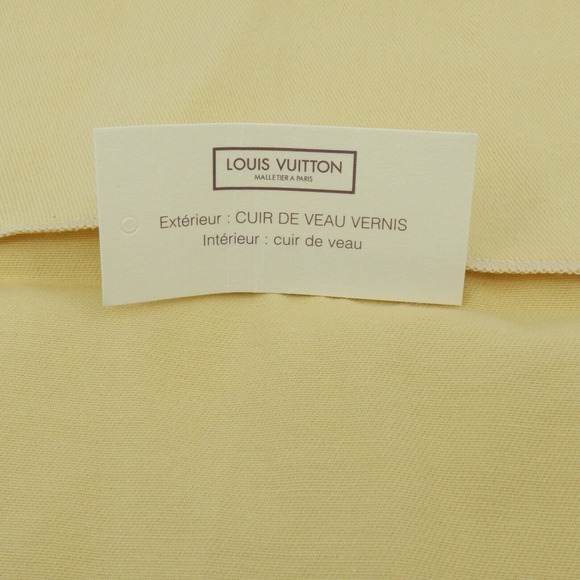 LOUIS VUITTON
MALLETIER A PARIS
Extérieur : CUIR DE VEAU VERNIS
Intérieur : cuir de veau